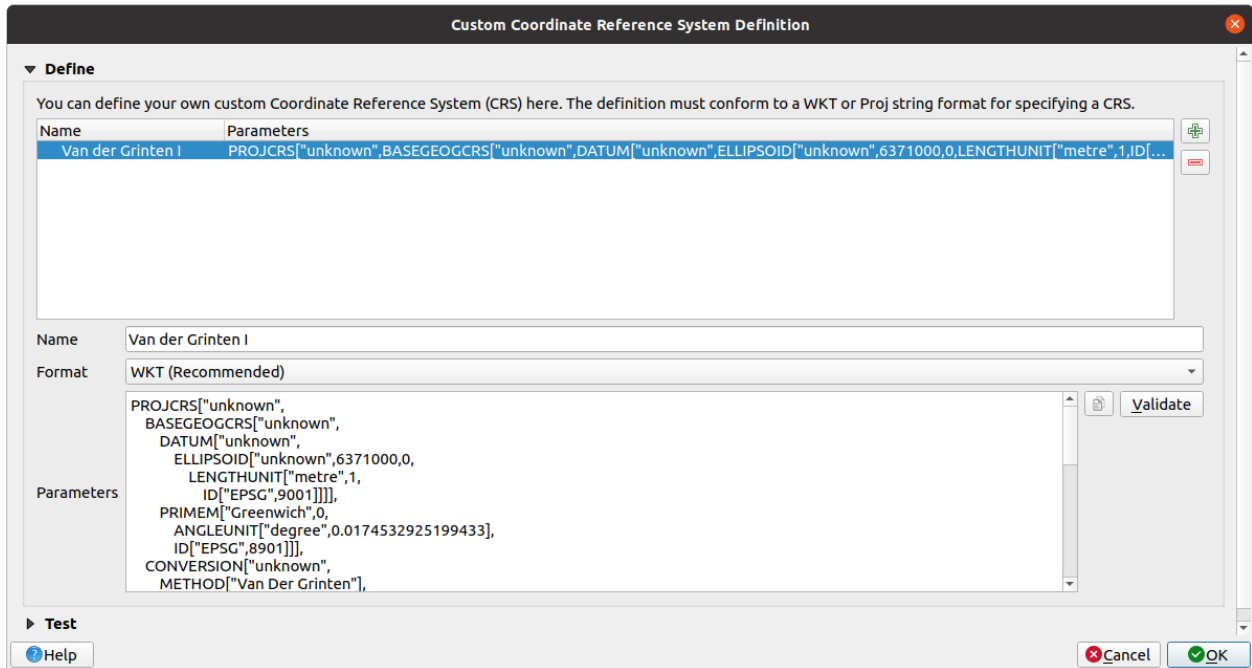 Custom Coordinate Reference System Definition
Define
You can define your own custom Coordinate Reference System (CRS) here. The definition must conform to a WKT or Proj string format for specifying a CRS.
Name Parameters
Van der Grinten I PROJCRS["unknown",BASEGEOGCRS["unknown",DATUM["unknown",ELLIPSOID["unknown",6371000,0,LENGTHUNIT["metre",1,ID[…
Name Van der Grinten I
Format WKT (Recommended)
PROJCRS["unknown", Validate
BASEGEOGCRS["unknown",
DATUM["unknown",
ELLIPSOID["unknown",6371000,0,
LENGTHUNIT["metre",1,
Parameters ID["EPSG",9001]]]],
PRIMEM["Greenwich",0,
ANGLEUNIT["degree",0.0174532925199433],
ID["EPSG",8901]]],
CONVERSION["unknown",
METHOD["Van Der Grinten"],
Test
Help Cancel OK